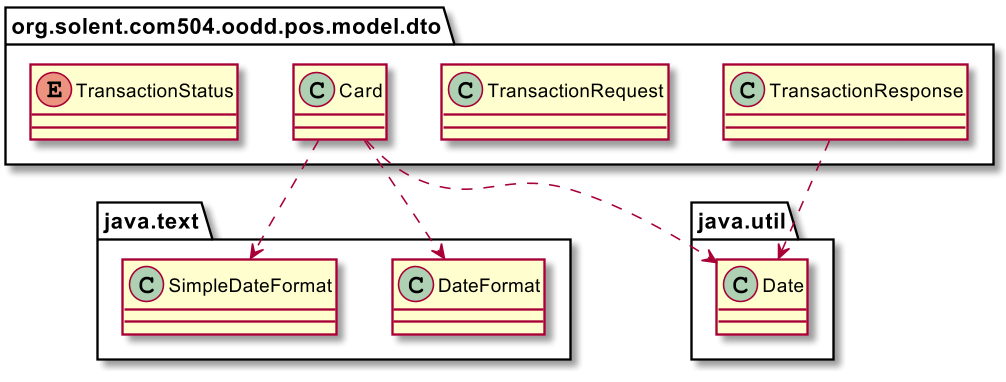 org.solent.com504.oodd.pos.model.dto
E TransactionStatus
C Card
C TransactionRequest
C TransactionResponse
java.text
java.util
C SimpleDateFormat
C DateFormat
C Date